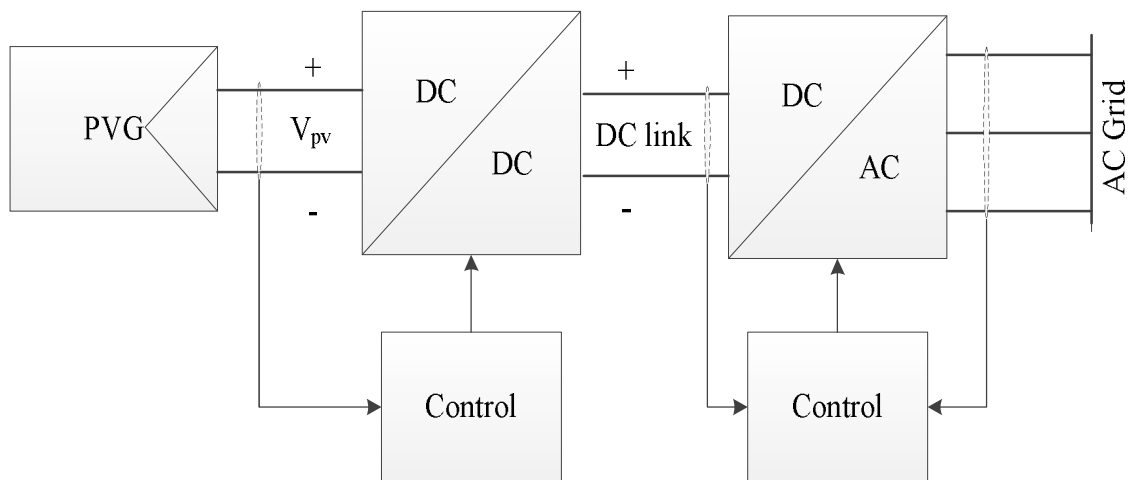 PVG
+
V_pv
-
DC
DC
+
DC link
-
DC
AC
AC Grid
Control
Control